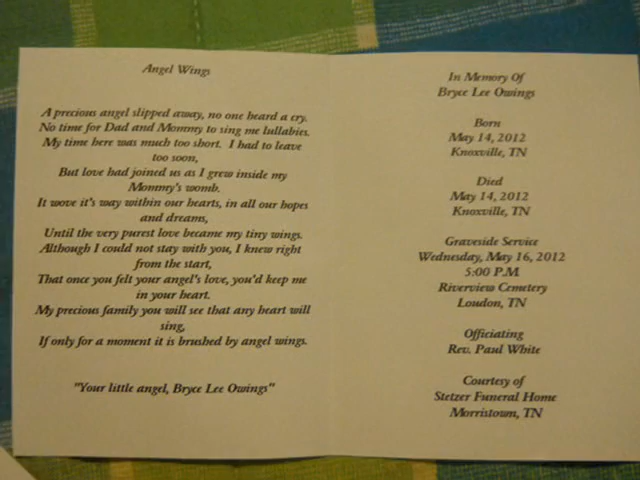 Angel Wings
A precious angel slipped away, no one heard a cry.
No time for Dad and Mommy to sing me lullabies.
My time here was much too short. I had to leave
too soon,
But love had joined us as I grew inside my
Mommy's womb.
It wove it's way within our hearts, in all our hopes
and dreams,
Until the very purest love became my tiny wings.
Although I could not stay with you, I knew right
from the start,
That once you felt your angel's love, you'd keep me
in your heart.
My precious family you will see that any heart will
sing,
If only for a moment it is brushed by angel wings.
"Your little angel, Bryce Lee Owings"
In Memory Of
Bryce Lee Owings
Born
May 14, 2012
Knoxville, TN
Died
May 14, 2012
Knoxville, TN
Graveside Service
Wednesday, May 16, 2012
5:00 P.M.
Riverview Cemetery
Loudon, TN
Officiating
Rev. Paul White
Courtesy of
Stetzer Funeral Home
Morristown, TN